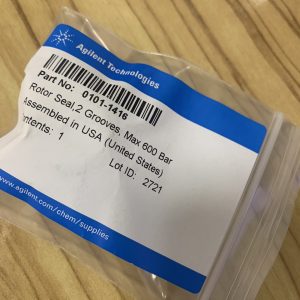 Agilent Technologies
Part No: 0101-1416
Rotor Seal,2 Grooves, Max 600 Bar
Assembled in USA (United States)
ntents: 1
Lot ID: 2721
www.agilent.com/chem/supplies